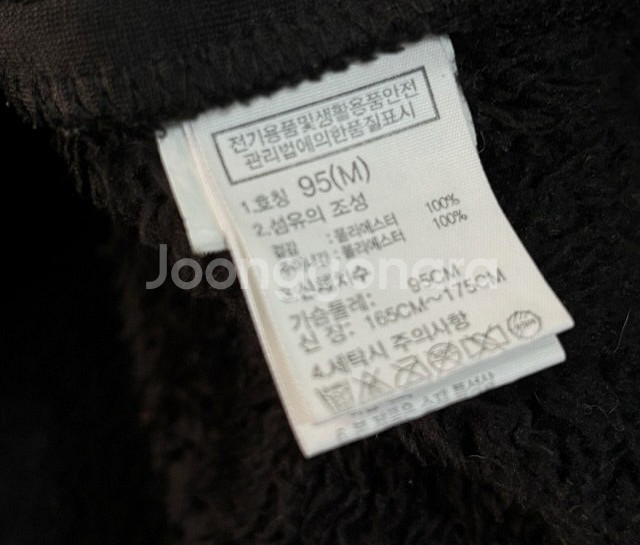 전기용품및생활용품안전
관리법에의한품질표시
1.호칭 95(M)
2.섬유의 조성
겉감 :폴리에스터 100%
:폴리에스터 100%
Joonggonara
가슴둘레: 95CM
신 장: 165CM~175CM
4.세탁시 주의사항